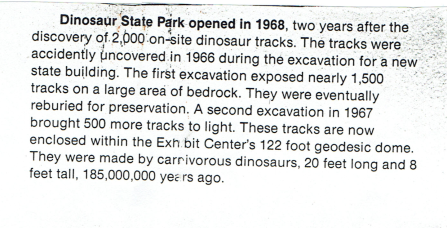 Dinosaur State Park opened in 1968, two years after the
discovery of 2,000 on-site dinosaur tracks. The tracks were
accidently uncovered in 1966 during the excavation for a new
state building. The first excavation exposed nearly 1,500
tracks on a large area of bedrock. They were eventually
reburied for preservation. A second excavation in 1967
brought 500 more tracks to light. These tracks are now
enclosed within the Exhibit Center's 122 foot geodesic dome.
They were made by carnivorous dinosaurs, 20 feet long and 8
feet tall, 185,000,000 years ago.